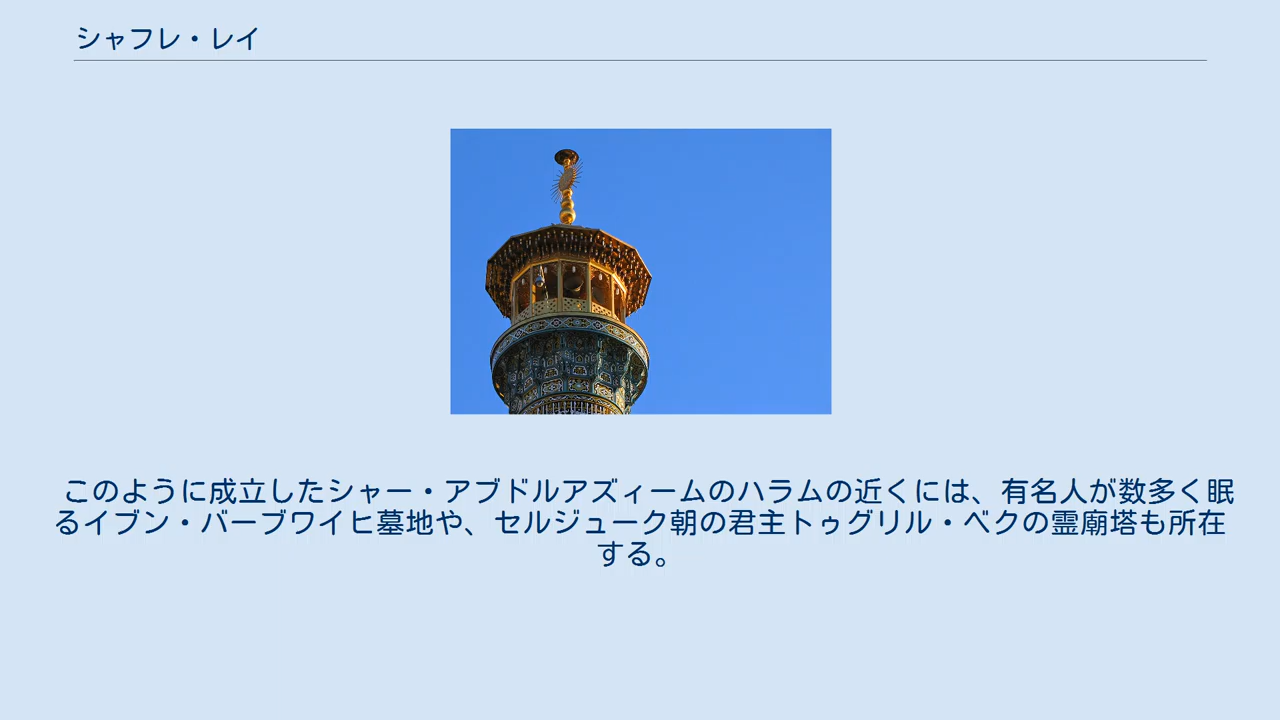 シャフレ・レイ
このように成立したシャー・アブドルアズィームのハラムの近くには、有名人が数多く眠
るイブン・バーブワイヒ墓地や、セルジューク朝の君主トゥグリル・ベクの霊廟塔も所在
する。